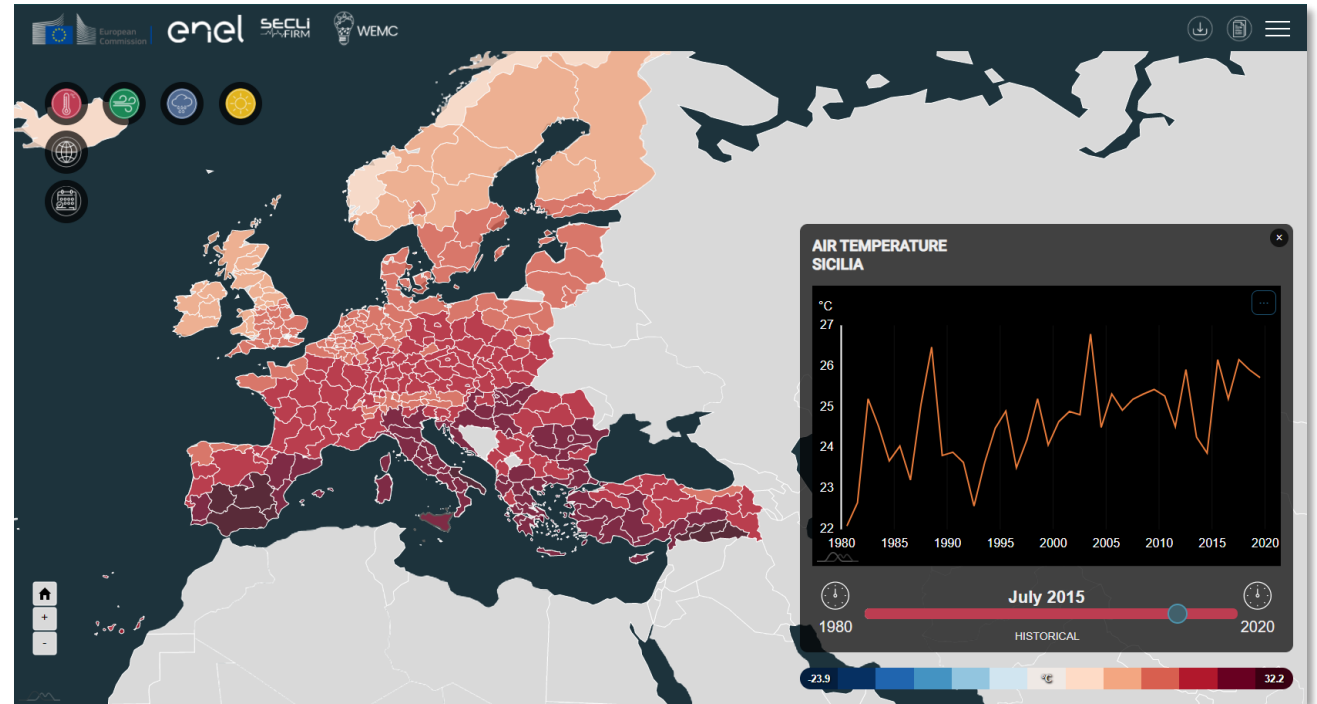 European
Commission
enel
SECLI
FIRM
WEMC
AIR TEMPERATURE
SICILIA
×
°C
...
27
26
25
24
23
22
1980 1985 1990 1995 2000 2005 2010 2015 2020
July 2015
1980
2020
HISTORICAL
+
-
-23.9 °C 32.2